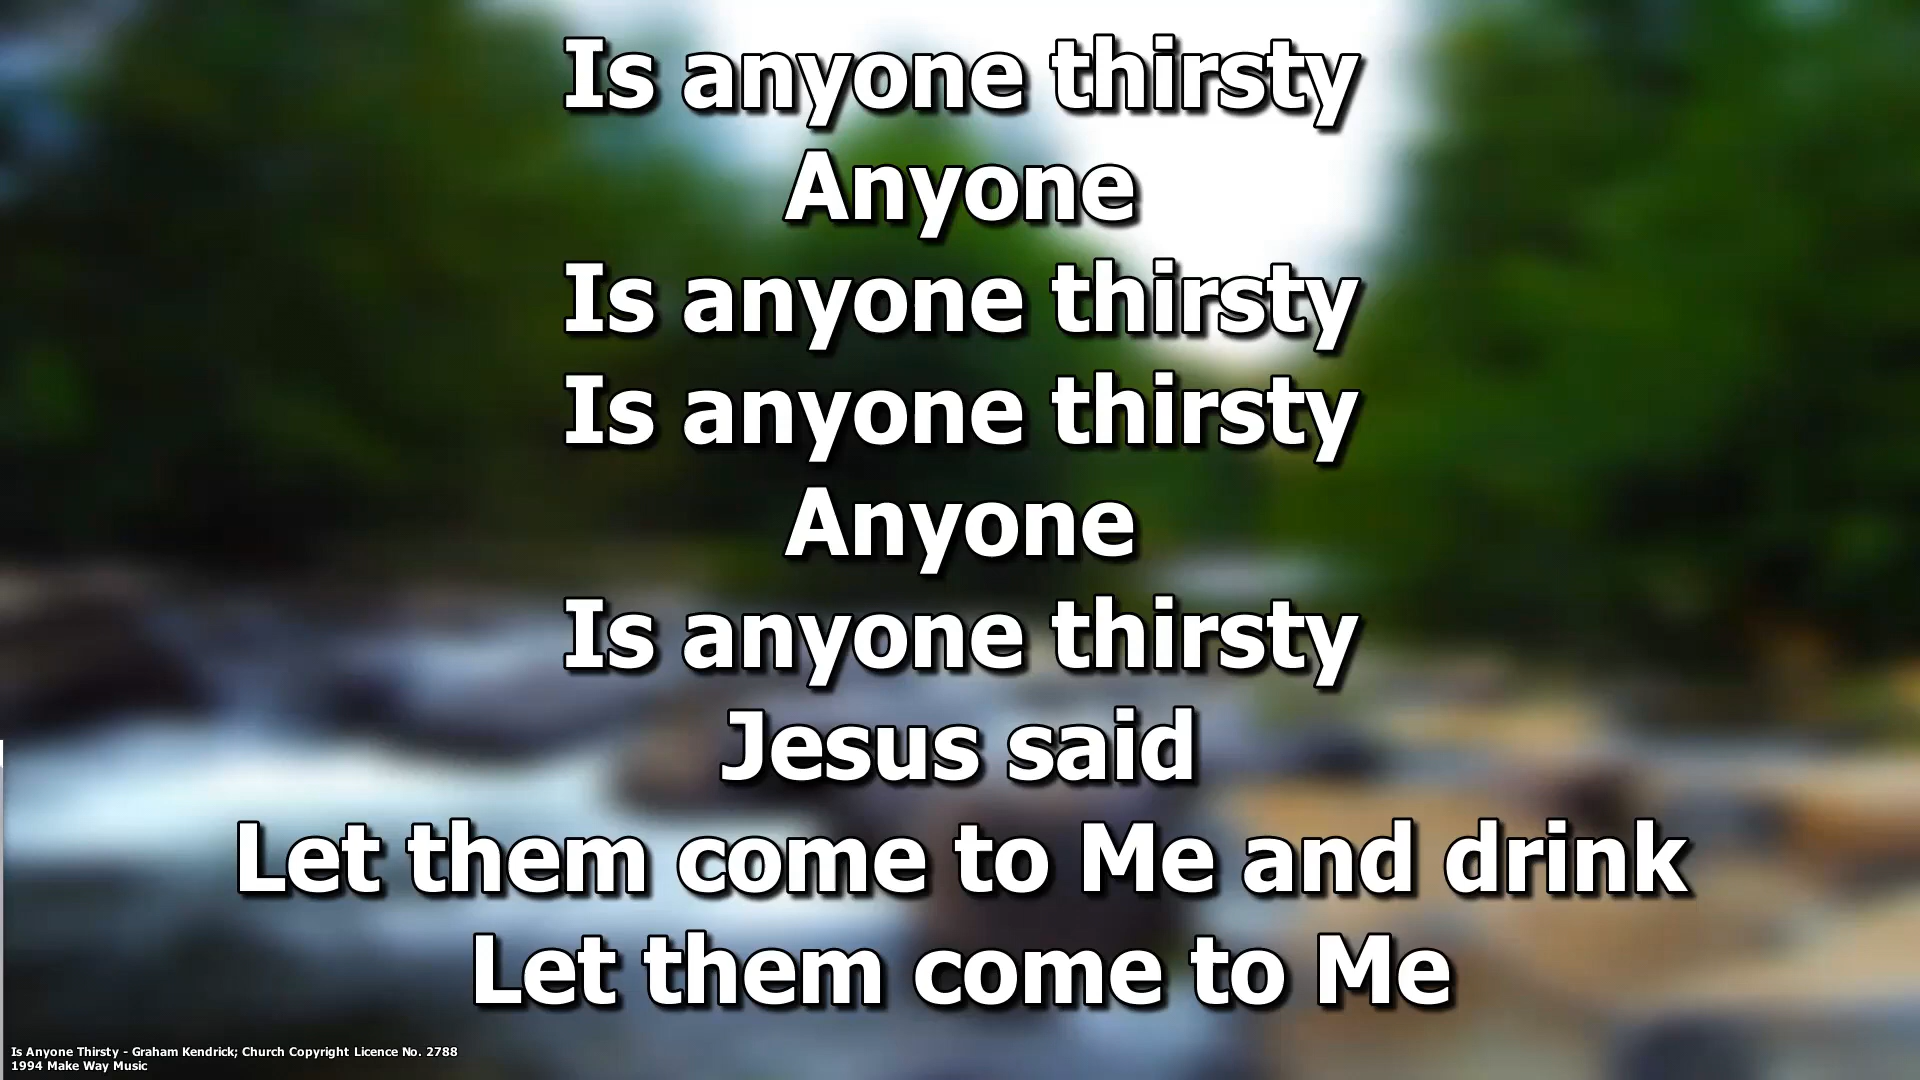 Is anyone thirsty
Anyone
Is anyone thirsty
Is anyone thirsty
Anyone
Is anyone thirsty
Jesus said
Let them come to Me and drink
Let them come to Me
Is Anyone Thirsty - Graham Kendrick; Church Copyright Licence No. 2788
1994 Make Way Music